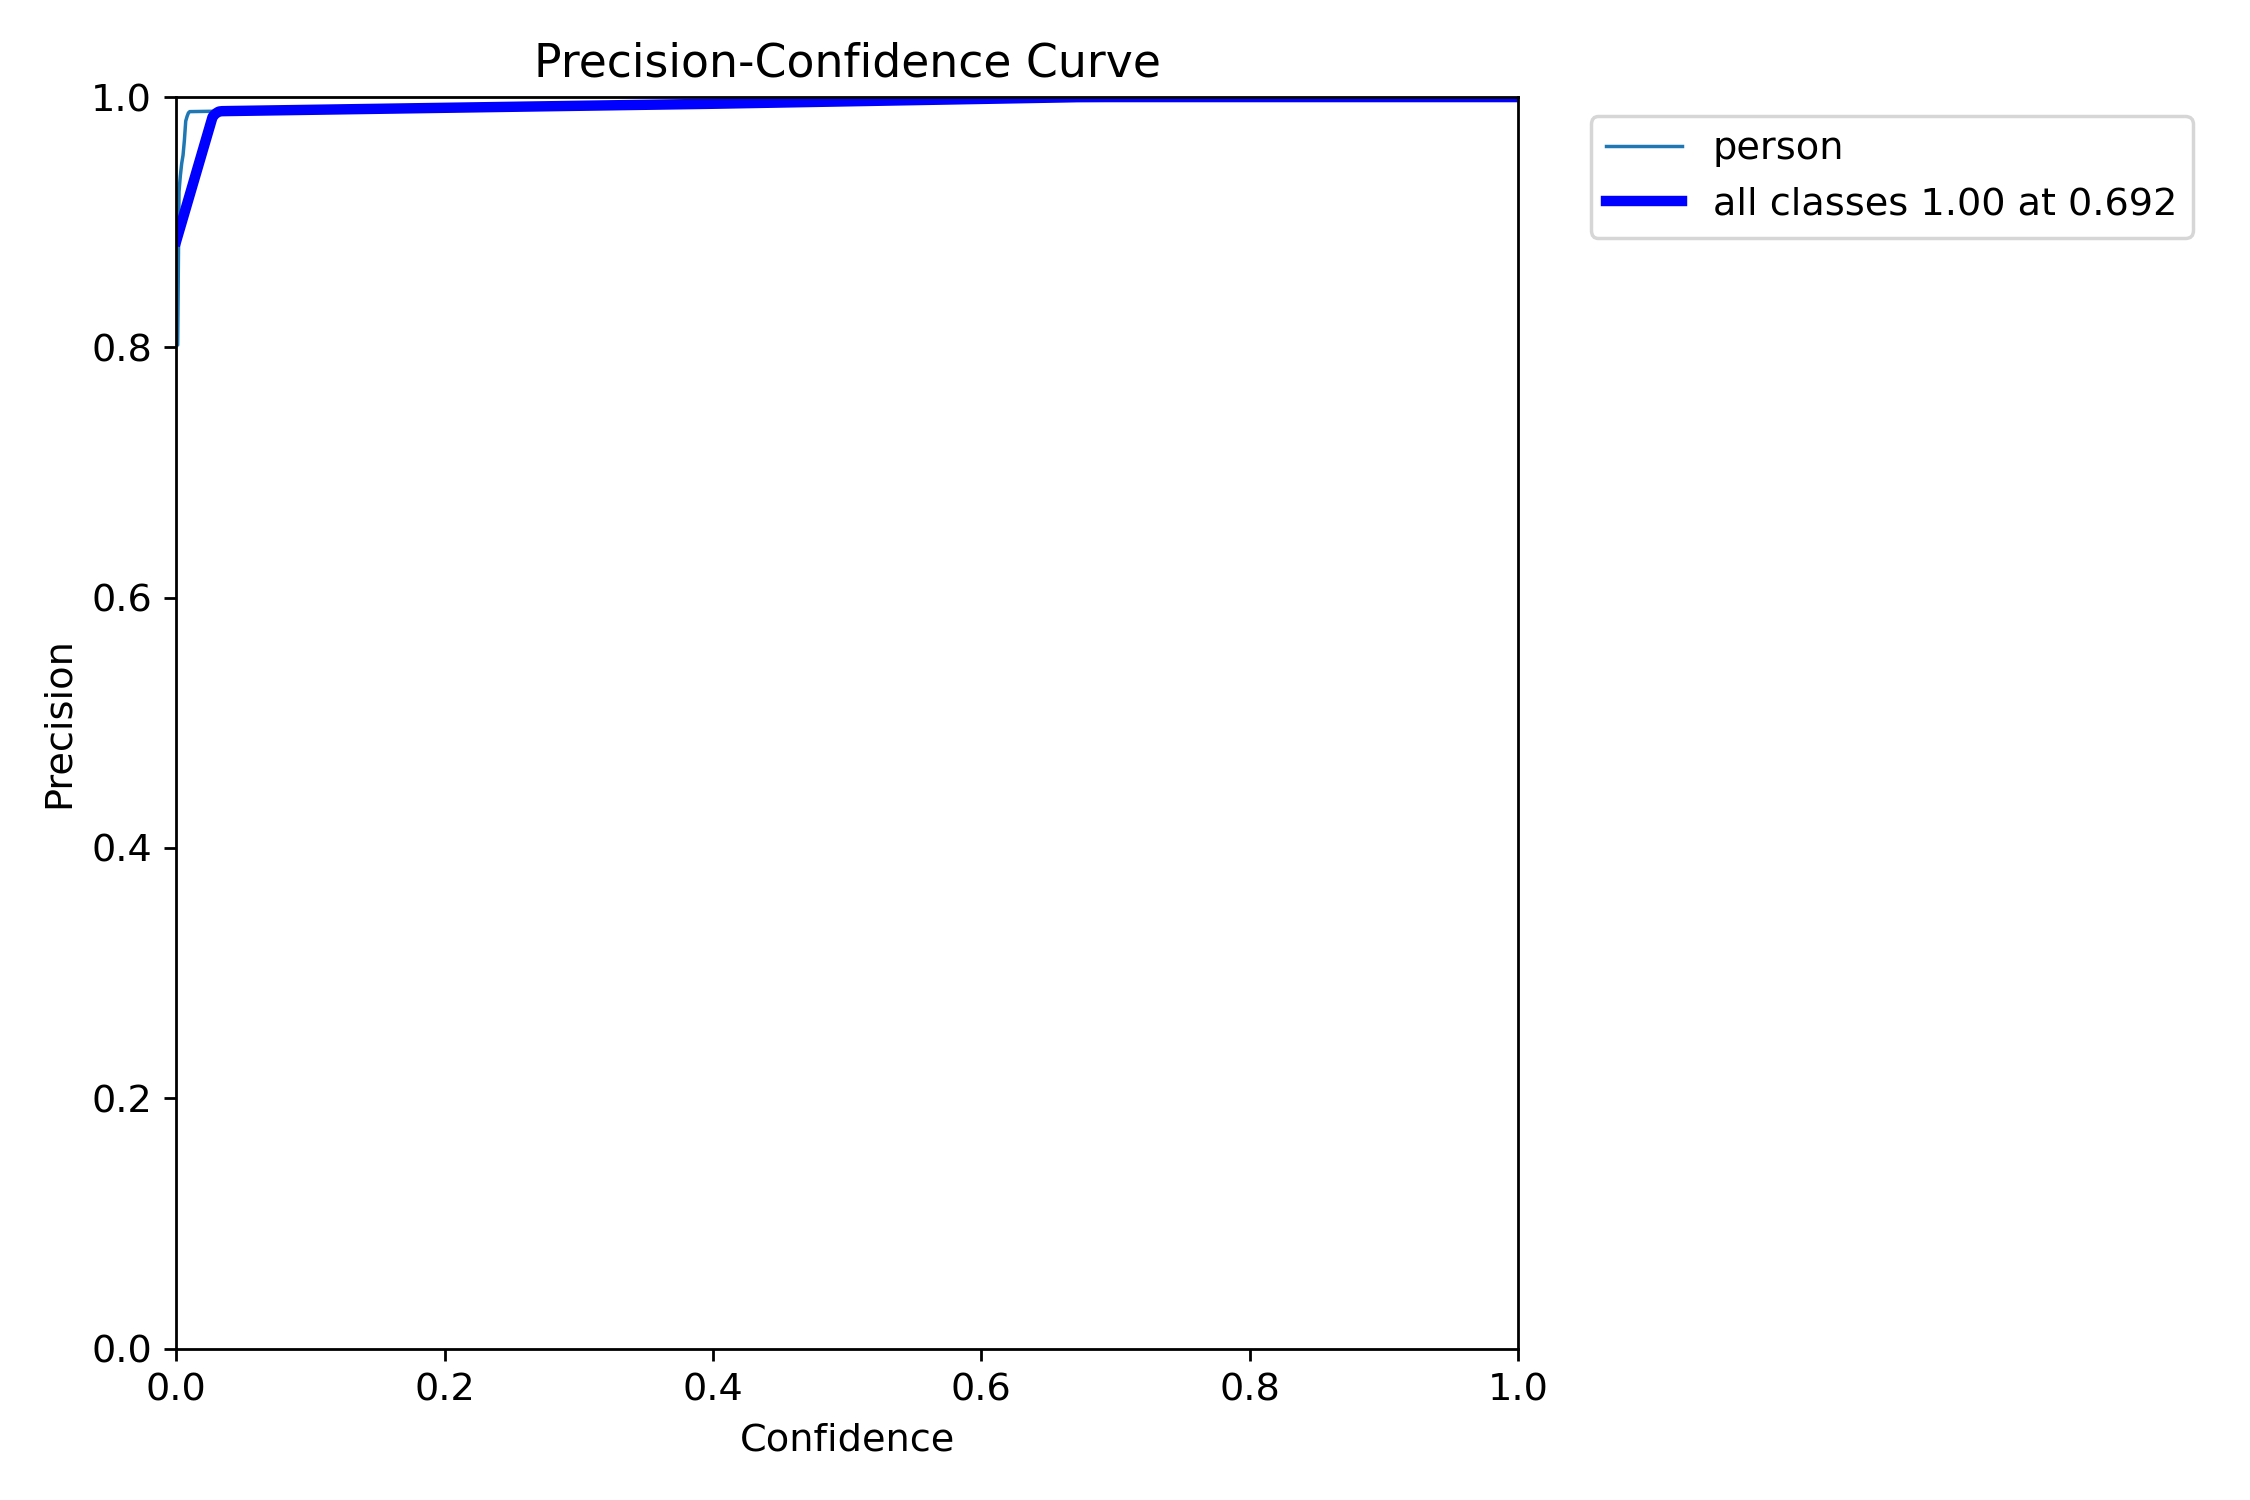 Precision-Confidence Curve
person
all classes 1.00 at 0.692
Precision
1.0
0.8
0.6
0.4
0.2
0.0
0.0 0.2 0.4 0.6 0.8 1.0
Confidence